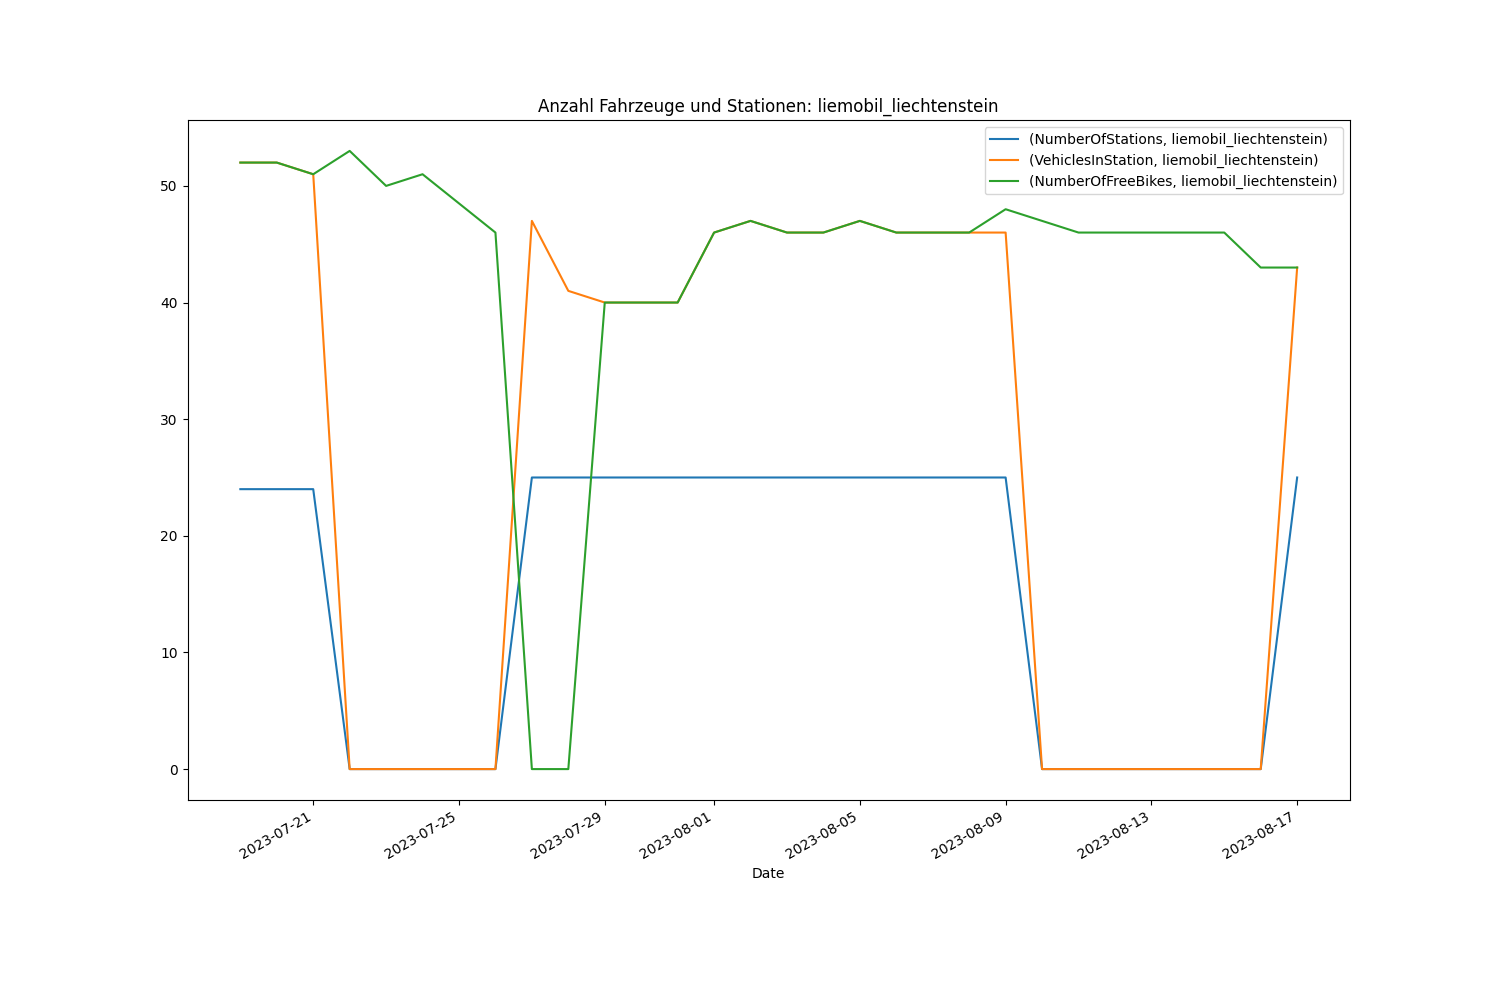 Anzahl Fahrzeuge und Stationen: liemobil_liechtenstein
(NumberOfStations, liemobil_liechtenstein)
(VehiclesInStation, liemobil_liechtenstein)
(NumberOfFreeBikes, liemobil_liechtenstein)
50
40
30
20
10
0
2023-07-21
2023-07-25
2023-07-29
2023-08-01
2023-08-05
2023-08-09
2023-08-13
2023-08-17
Date